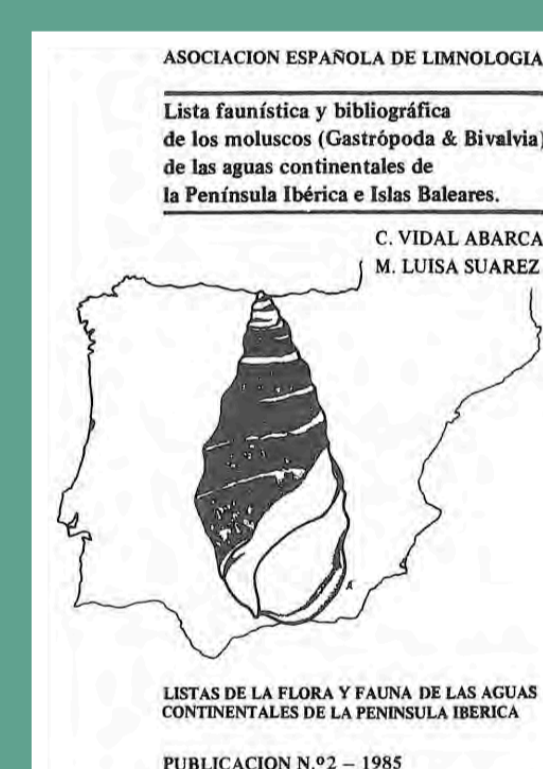 ASOCIACION ESPAÑOLA DE LIMNOLOGIA
Lista faunística y bibliográfica
de los moluscos (Gastrópoda & Bivalvia)
de las aguas continentales de
la Península Ibérica e Islas Baleares.
C. VIDAL ABARCA
M. LUISA SUAREZ
LISTAS DE LA FLORA Y FAUNA DE LAS AGUAS
CONTINENTALES DE LA PENINSULA IBERICA
PUBLICACION N.º2 – 1985